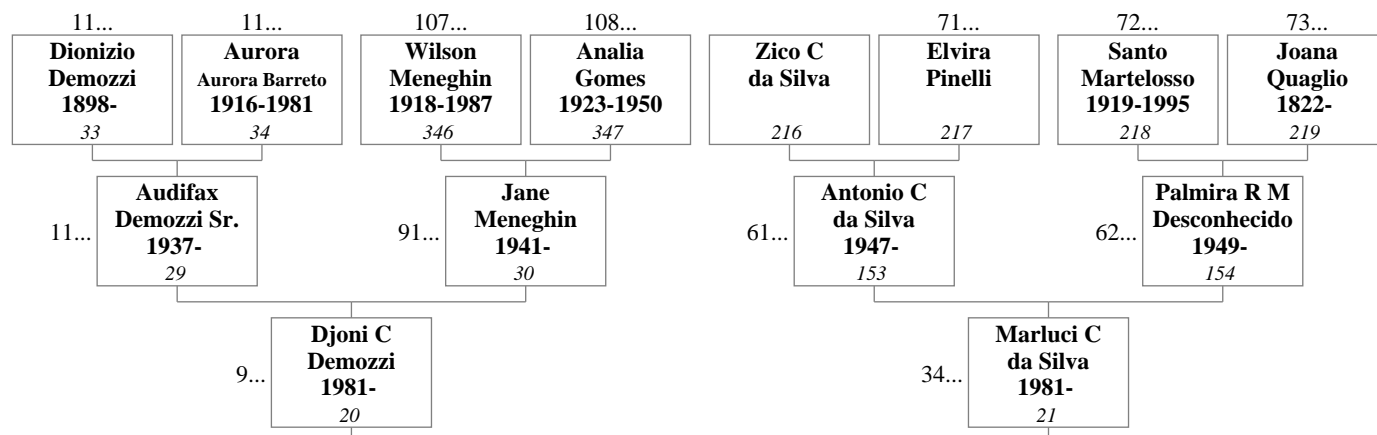 11...
11...
107...
108...
71...
72...
73...
Dionizio
Demozzi
1898-
33
Aurora
Aurora Barreto
1916-1981
34
Wilson
Meneghin
1918-1987
346
Analia
Gomes
1923-1950
347
Zico C
da Silva
216
Elvira
Pinelli
217
Santo
Martelosso
1919-1995
218
Joana
Quaglio
1822-
219
11...
Audifax
Demozzi Sr.
1937-
29
91...
Jane
Meneghin
1941-
30
61...
Antonio C
da Silva
1947-
153
62...
Palmira R M
Desconhecido
1949-
154
9...
Djoni C
Demozzi
1981-
20
34...
Marluci C
da Silva
1981-
21